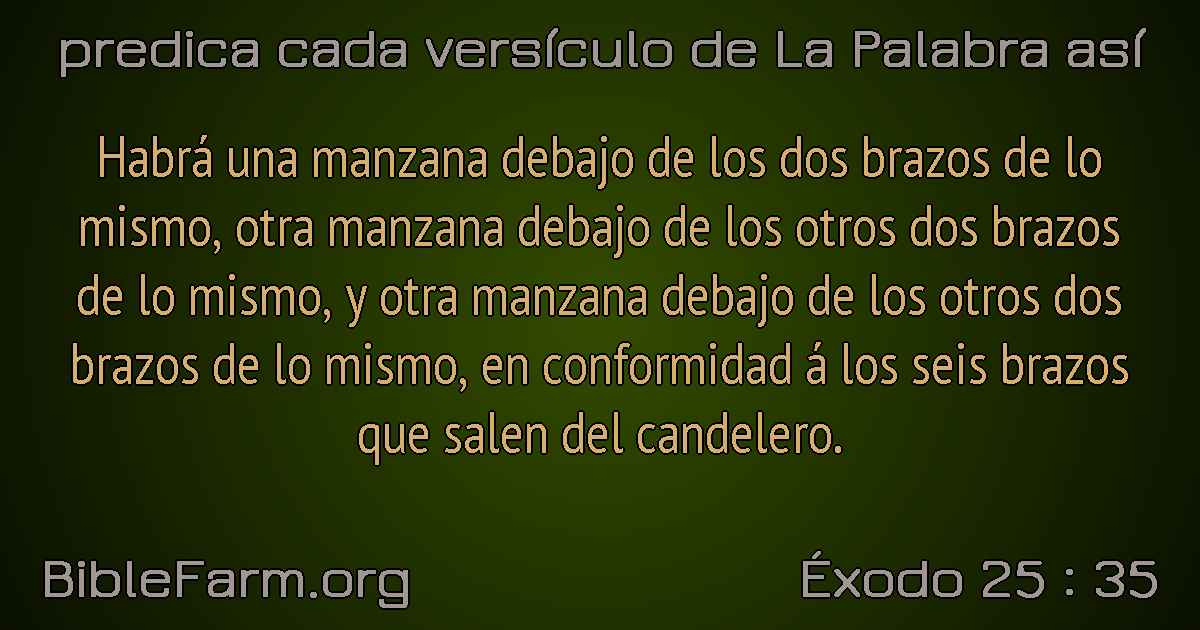 predica cada versículo de La Palabra así
Habrá una manzana debajo de los dos brazos de lo
mismo, otra manzana debajo de los otros dos brazos
de lo mismo, y otra manzana debajo de los otros dos
brazos de lo mismo, en conformidad á los seis brazos
que salen del candelero.
BibleFarm.org
Éxodo 25 : 35